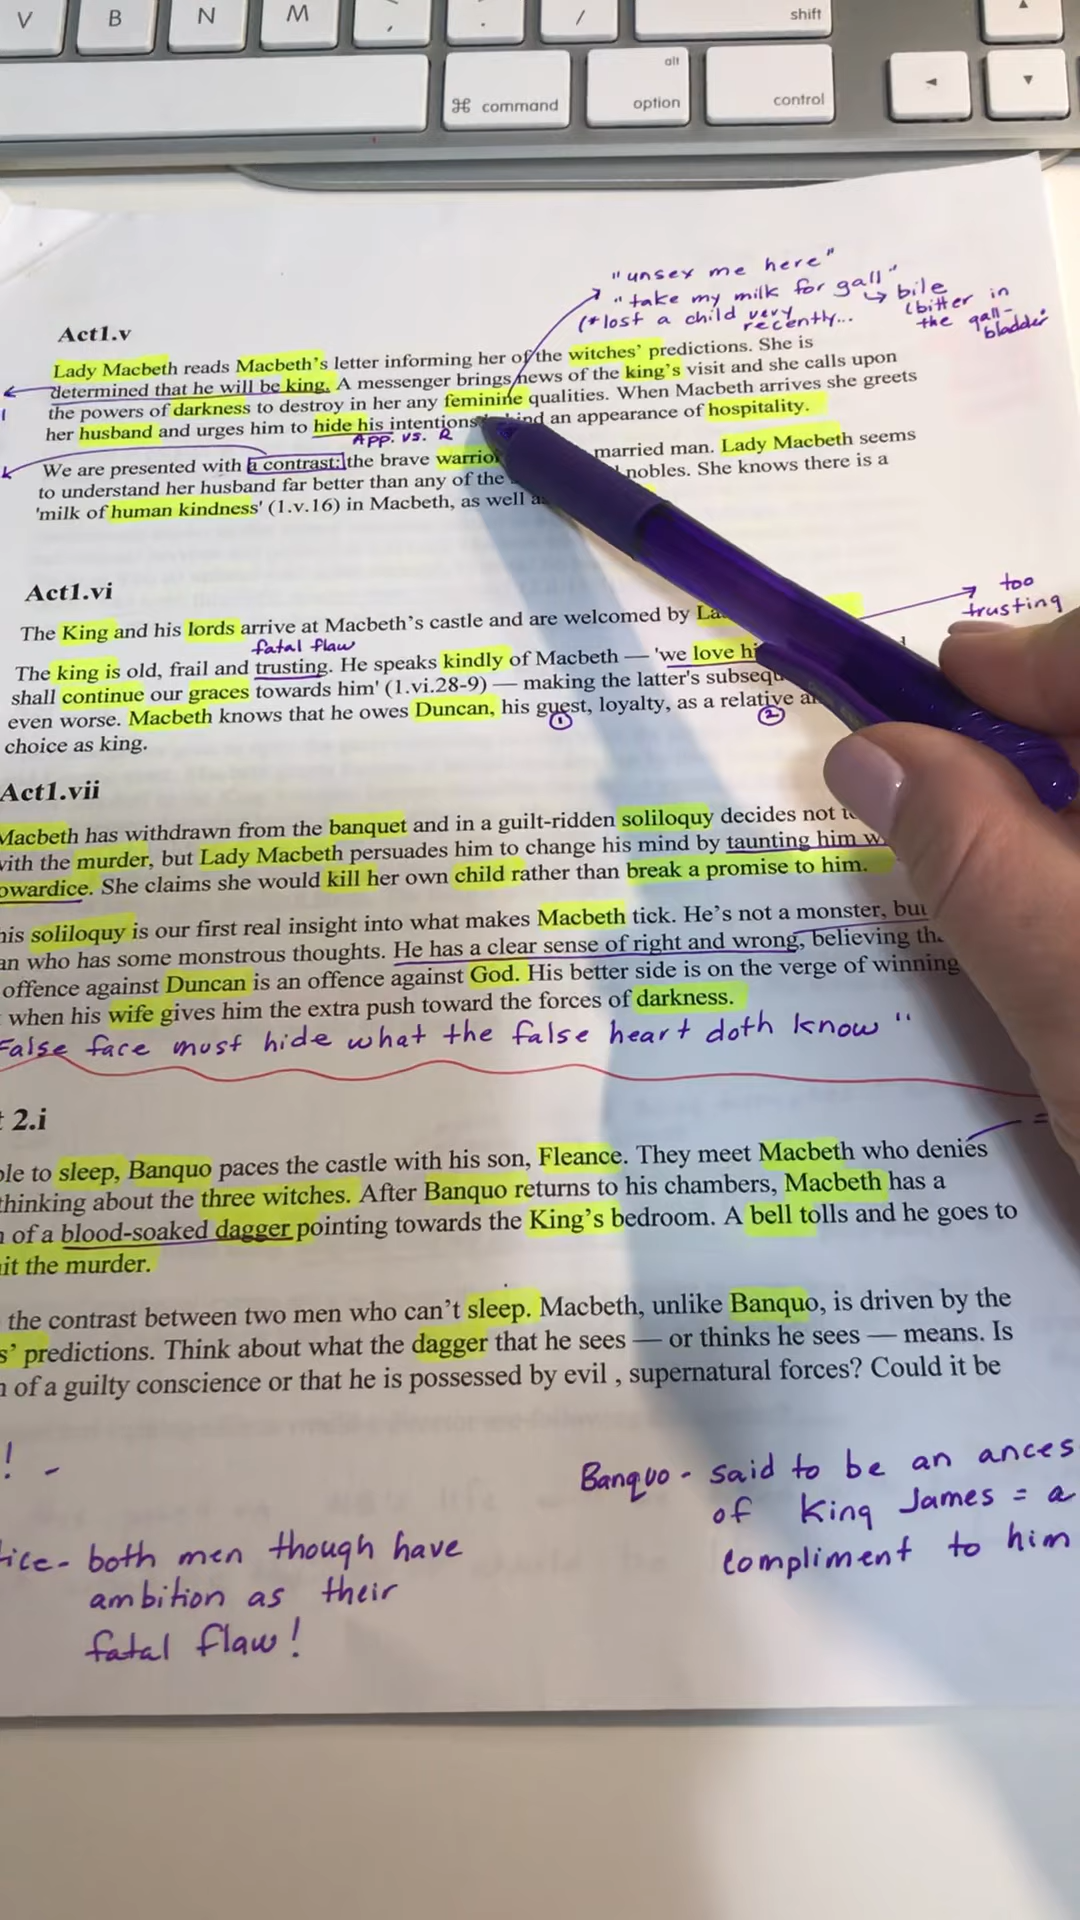 V B N M , . / shift
⌘ command alt option control ◄ ▲ ▼
"unsex me here"
"take my milk for gall" → bile
(*lost a child very recently...
(bitter in the gall-bladder
Act1.v
Lady Macbeth reads Macbeth's letter informing her of the witches' predictions. She is
determined that he will be king. A messenger brings news of the king's visit and she calls upon
the powers of darkness to destroy in her any feminine qualities. When Macbeth arrives she greets
her husband and urges him to hide his intentions an appearance of hospitality.
APP. vs. R
We are presented with a contrast: the brave married man. Lady Macbeth seems
to understand her husband far better than any of the nobles. She knows there is a
'milk of human kindness' (1.v.16) in Macbeth, as well
Act1.vi
too trusting
The King and his lords arrive at Macbeth's castle and are welcomed by
fatal flaw
The king is old, frail and trusting. He speaks kindly of Macbeth — 'we love
shall continue our graces towards him' (1.vi.28-9) — making the latter's
even worse. Macbeth knows that he owes Duncan, his guest, loyalty, as a relative
1 2
choice as king.
Act1.vii
Macbeth has withdrawn from the banquet and in a guilt-ridden soliloquy decides not
with the murder, but Lady Macbeth persuades him to change his mind by taunting him
owardice. She claims she would kill her own child rather than break a promise to him.
his soliloquy is our first real insight into what makes Macbeth tick. He's not a monster, but
an who has some monstrous thoughts. He has a clear sense of right and wrong, believing
offence against Duncan is an offence against God. His better side is on the verge of winning
when his wife gives him the extra push toward the forces of darkness.
False face must hide what the false heart doth know"
2.i
ble to sleep, Banquo paces the castle with his son, Fleance. They meet Macbeth who denies
thinking about the three witches. After Banquo returns to his chambers, Macbeth has a
of a blood-soaked dagger pointing towards the King's bedroom. A bell tolls and he goes to
it the murder.
the contrast between two men who can't sleep. Macbeth, unlike Banquo, is driven by the
s' predictions. Think about what the dagger that he sees — or thinks he sees — means. Is
of a guilty conscience or that he is possessed by evil , supernatural forces? Could it be
! -
Banquo - said to be an ances
of King James = a
compliment to him
ice - both men though have
ambition as their
fatal flaw!